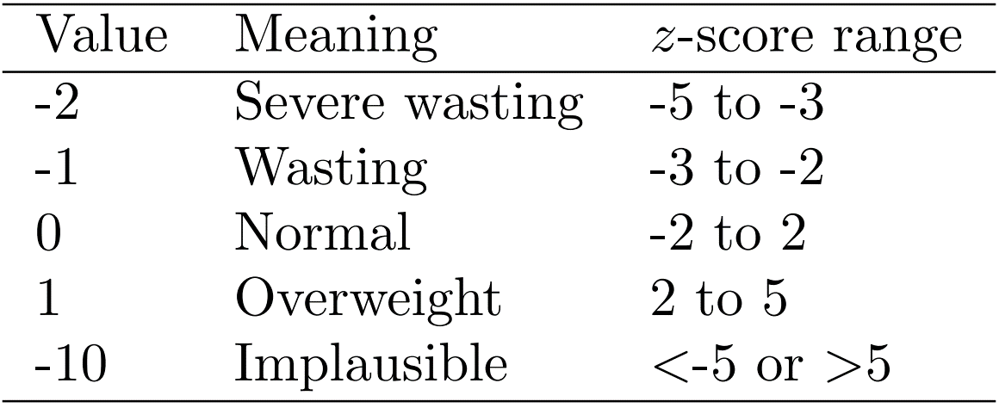 Value Meaning z-score range
-2 Severe wasting -5 to -3
-1 Wasting -3 to -2
0 Normal -2 to 2
1 Overweight 2 to 5
-10 Implausible <-5 or >5